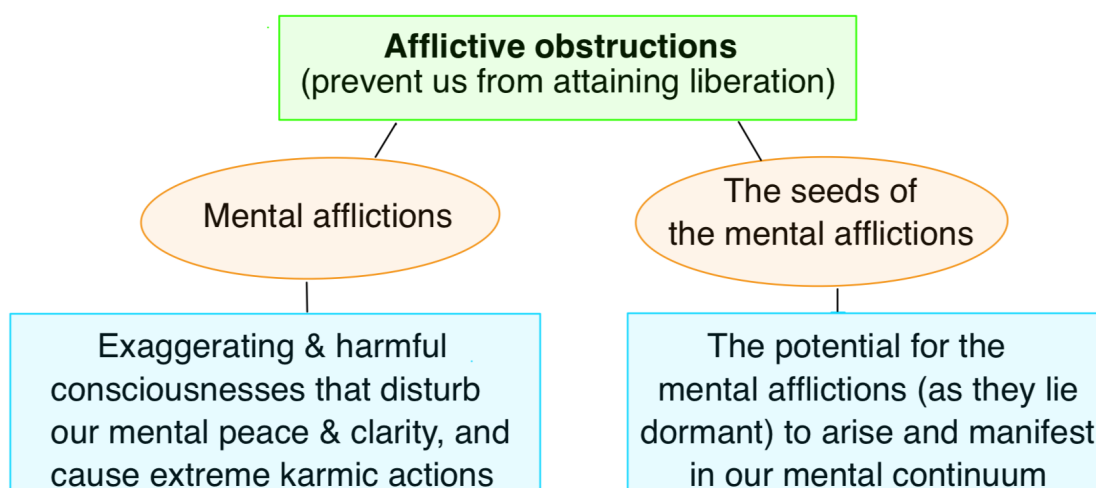 Afflictive obstructions
(prevent us from attaining liberation)
Mental afflictions
The seeds of
the mental afflictions
Exaggerating & harmful
consciousnesses that disturb
our mental peace & clarity, and
cause extreme karmic actions
The potential for the
mental afflictions (as they lie
dormant) to arise and manifest
in our mental continuum